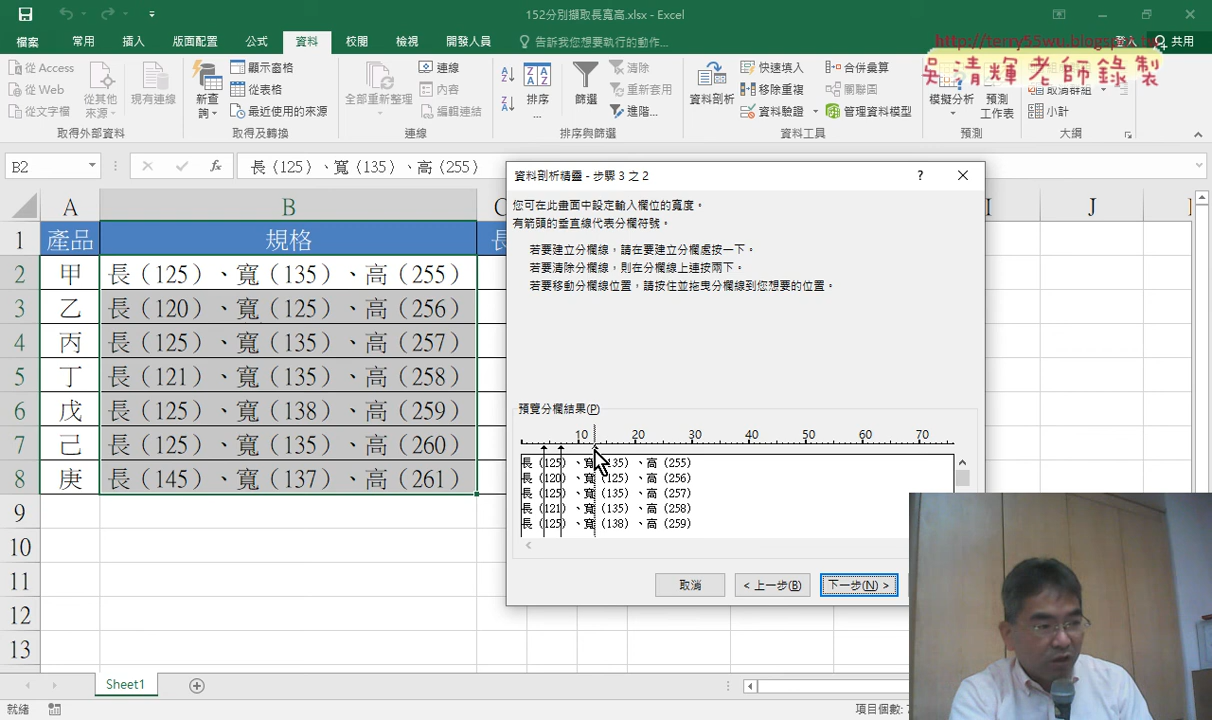 152分別擷取長寬高.xlsx - Excel
http://terry55wu.blogspot.tw
吳清輝老師錄製
檔案 常用 插入 版面配置 公式 資料 校閱 檢視 開發人員 告訴我您想要執行的動作... 登入 共用
從 Access
從 Web
從文字檔
從其他來源
現有連線
取得外部資料
新查詢
顯示窗格
從表格
最近使用的來源
取得及轉換
全部重新整理
連線
內容
編輯連結
連線
排序...
篩選
清除
重新套用
進階...
排序與篩選
資料剖析
快速填入
移除重複
資料驗證
合併彙算
關聯圖
管理資料模型
資料工具
模擬分析
預測工作表
預測
取消群組
小計
大綱
B2 fx 長（125）、寬（135）、高（255）
A B C I J
1 產品 規格 長
2 甲 長（125）、寬（135）、高（255）
3 乙 長（120）、寬（125）、高（256）
4 丙 長（125）、寬（135）、高（257）
5 丁 長（121）、寬（135）、高（258）
6 戊 長（125）、寬（138）、高（259）
7 己 長（125）、寬（135）、高（260）
8 庚 長（145）、寬（137）、高（261）
9
10
11
12
13
資料剖析精靈 - 步驟 3 之 2
?
您可在此畫面中設定輸入欄位的寬度。
有箭頭的垂直線代表分欄符號。
若要建立分欄線，請在要建立分欄處按一下。
若要清除分欄線，則在分欄線上連按兩下。
若要移動分欄線位置，請按住並拖曳分欄線到您想要的位置。
預覽分欄結果(P)
10 20 30 40 50 60 70
長（125）、寬（135）、高（255）
長（120）、寬（125）、高（256）
長（125）、寬（135）、高（257）
長（121）、寬（135）、高（258）
長（125）、寬（138）、高（259）
取消 < 上一步(B) 下一步(N) >
Sheet1
就緒 項目個數: